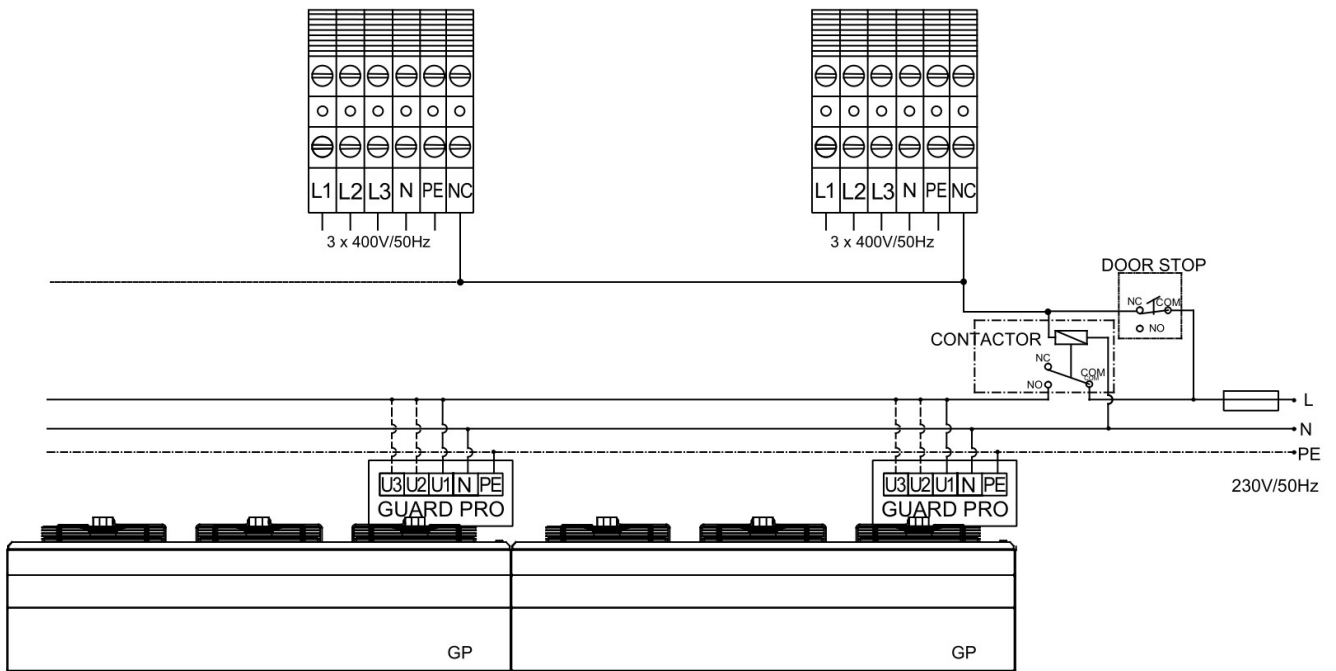 L1 L2 L3 N PE NC
3 x 400V/50Hz
L1 L2 L3 N PE NC
3 x 400V/50Hz
DOOR STOP
NC COM
NO
CONTACTOR
NC
COM
COM
NO
L
N
PE
230V/50Hz
U3 U2 U1 N PE
GUARD PRO
U3 U2 U1 N PE
GUARD PRO
GP
GP